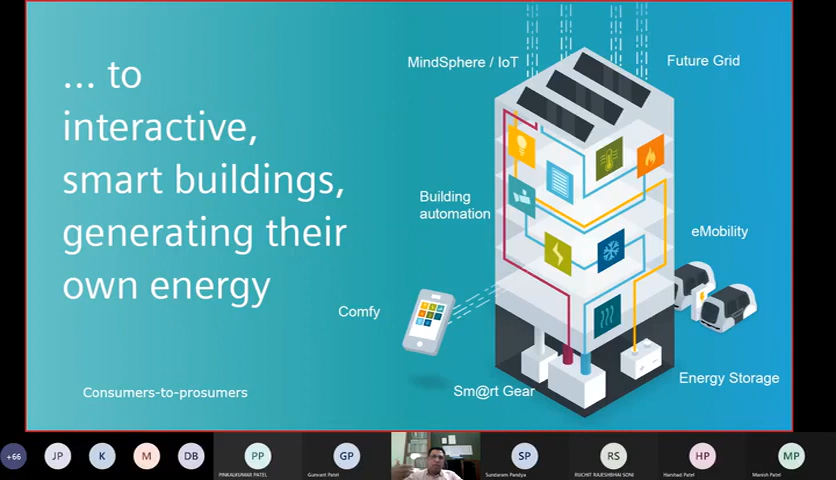 ... to
interactive,
smart buildings,
generating their
own energy
Consumers-to-prosumers
MindSphere / IoT
Future Grid
Building
automation
eMobility
Comfy
Sm@rt Gear
Energy Storage
+66
JP
K
M
DB
PP
PINKALKUMAR PATEL
GP
Gunvant Patel
SP
Sundaram Pandya
RS
RUCHIT RAJESHBHAI SONI
HP
Harshad Patel
MP
Manish Patel